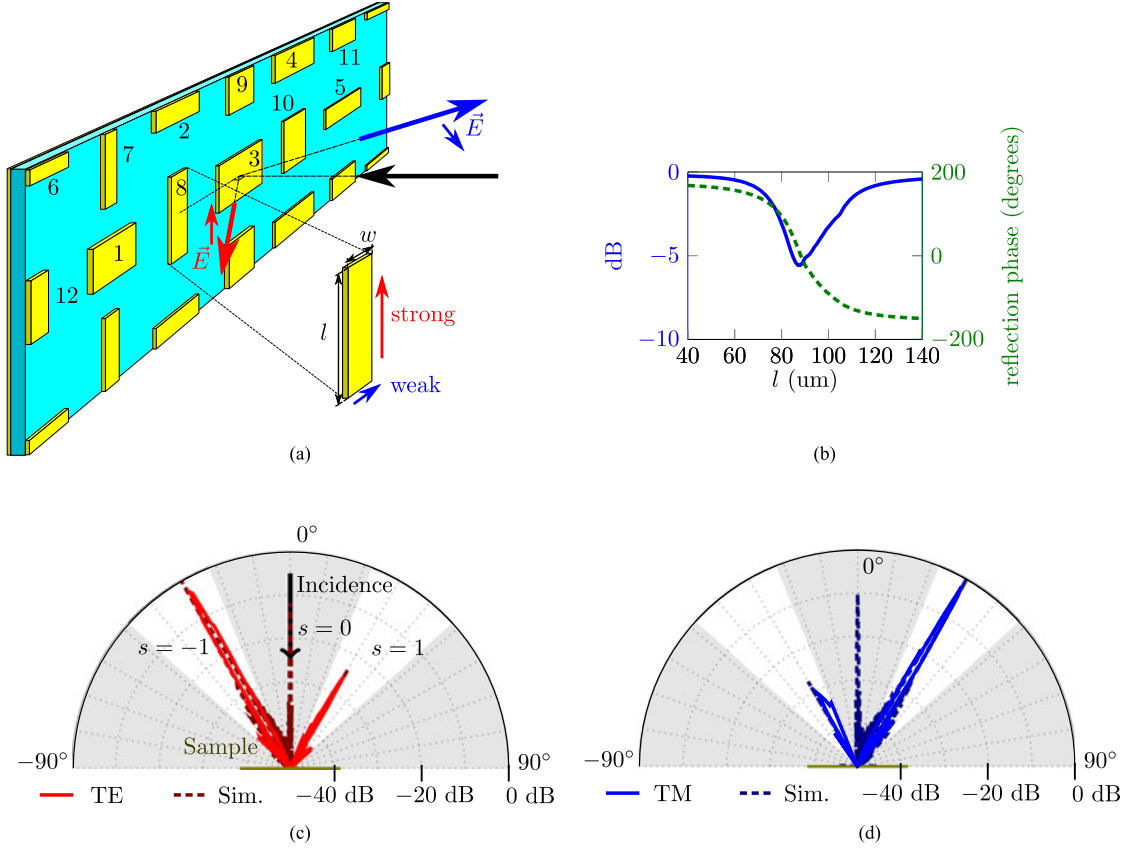 11
4
9
5
10
2
7
3
6
8
1
12
E⃗
E⃗
w
l
strong
weak
(a)
0
−5
−10
dB
200
0
−200
reflection phase (degrees)
40 60 80 100 120 140
l (um)
(b)
0°
Incidence
s = 0
s = −1
s = 1
Sample
−90° 90°
TE Sim. −40 dB −20 dB 0 dB
(c)
0°
−90° 90°
TM Sim. −40 dB −20 dB 0 dB
(d)